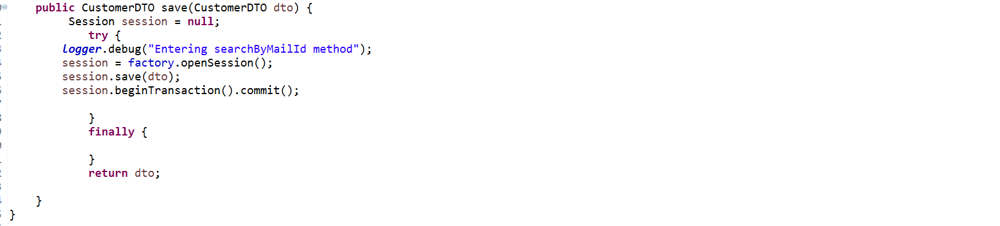 public CustomerDTO save(CustomerDTO dto) {
Session session = null;
try {
logger.debug("Entering searchByMailId method");
session = factory.openSession();
session.save(dto);
session.beginTransaction().commit();
}
finally {
}
return dto;
}
}